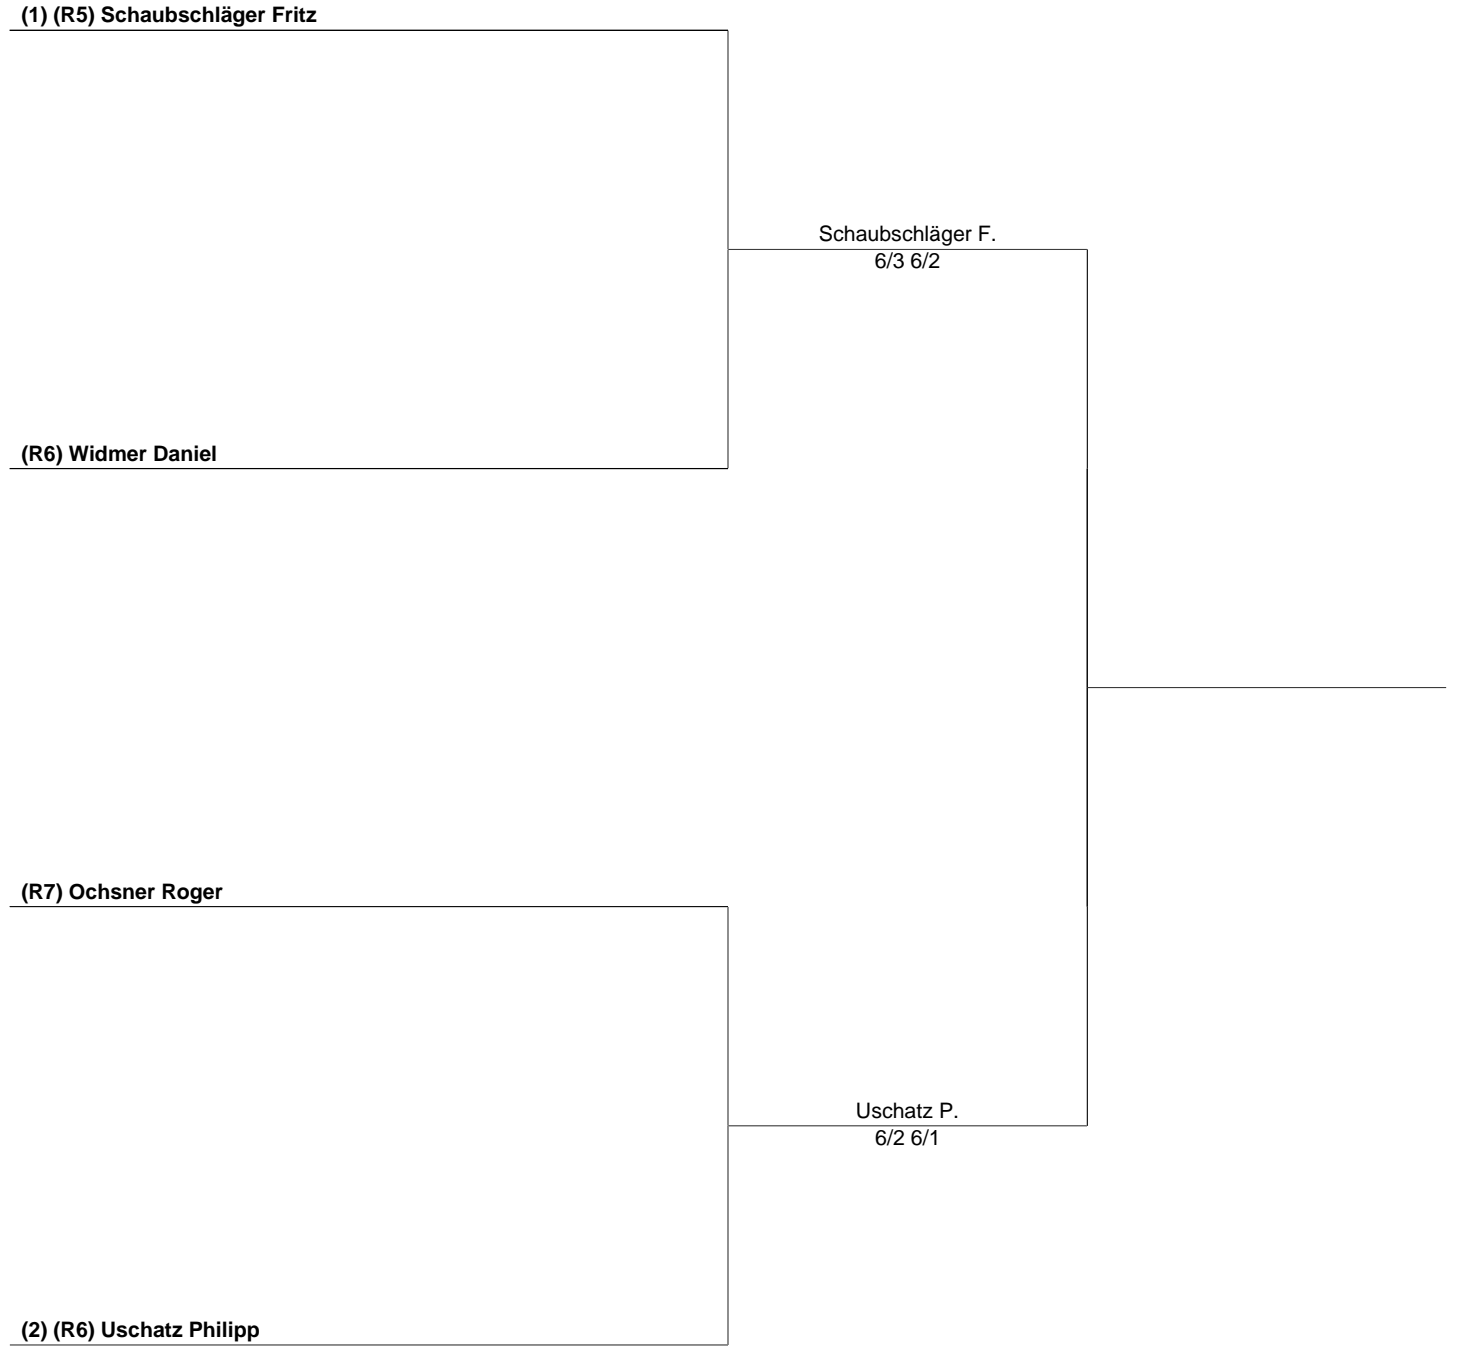 (1) (R5) Schaubschläger Fritz
Schaubschläger F.
6/3 6/2
(R6) Widmer Daniel
(R7) Ochsner Roger
Uschatz P.
6/2 6/1
(2) (R6) Uschatz Philipp